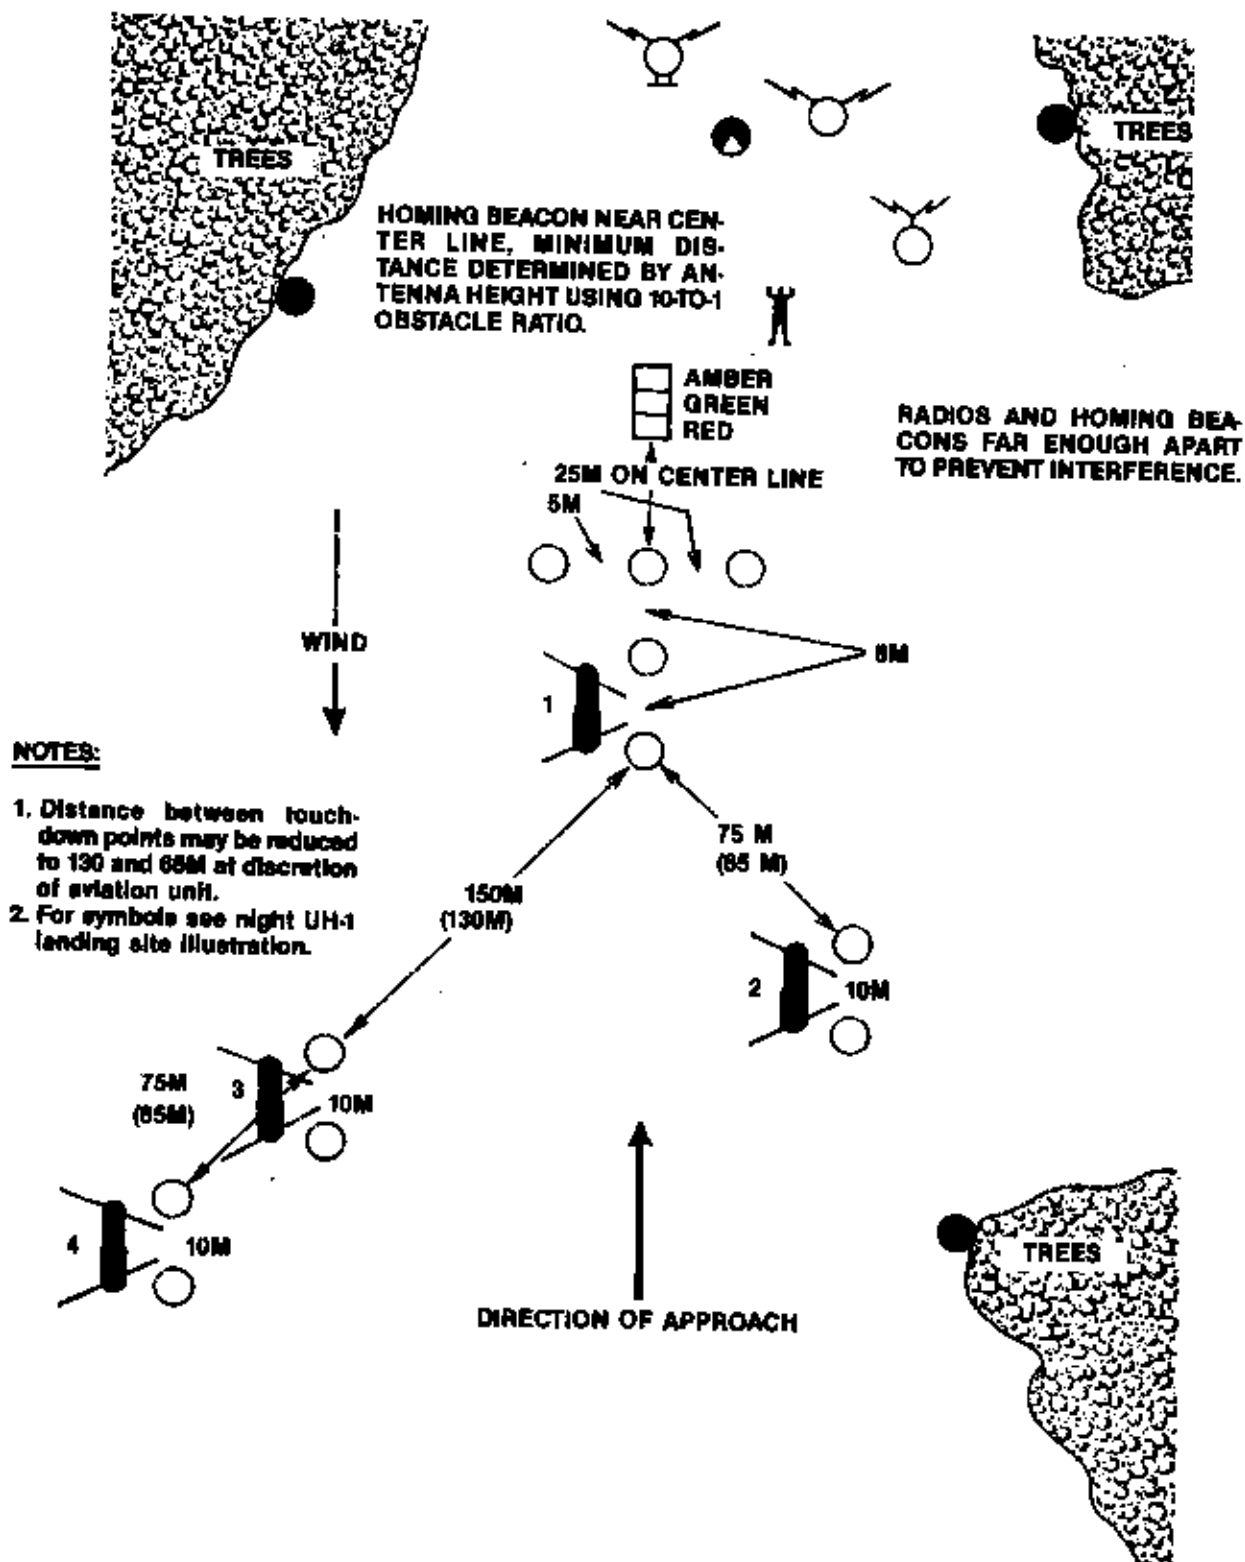 TREES
TREES
HOMING BEACON NEAR CEN-
TER LINE, MINIMUM DIS-
TANCE DETERMINED BY AN-
TENNA HEIGHT USING 10-TO-1
OBSTACLE RATIO.
AMBER
GREEN
RED
RADIOS AND HOMING BEA-
CONS FAR ENOUGH APART
TO PREVENT INTERFERENCE.
25M ON CENTER LINE
5M
WIND
1
NOTES:
1. Distance between touch-
down points may be reduced
to 130 and 65M at discretion
of aviation unit.
2. For symbols see night UH-1
landing site illustration.
75 M
(65 M)
150M
(130M)
2
10M
75M
(65M)
3
10M
4
10M
TREES
DIRECTION OF APPROACH